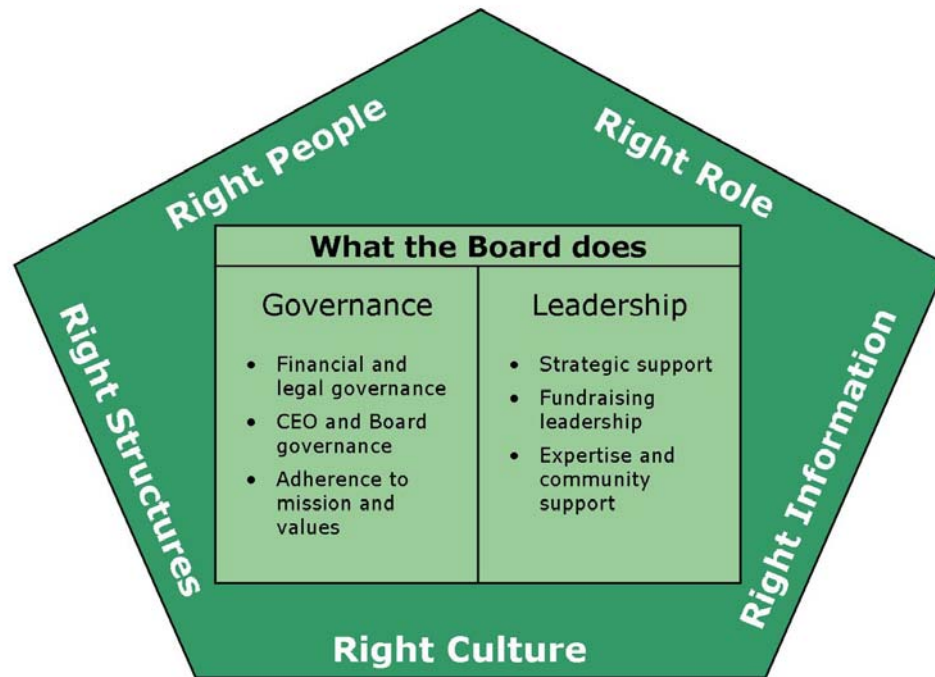 Right People
Right Role
What the Board does
Governance
• Financial and
legal governance
• CEO and Board
governance
• Adherence to
mission and
values
Leadership
• Strategic support
• Fundraising
leadership
• Expertise and
community
support
Right Structures
Right Information
Right Culture